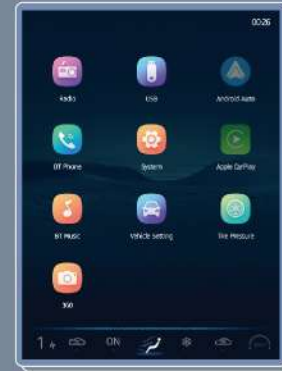 00:26
Radio
USB
Android Auto
BT Phone
System
Apple CarPlay
BT Music
Vehicle Setting
Tire Pressure
360
1
ON